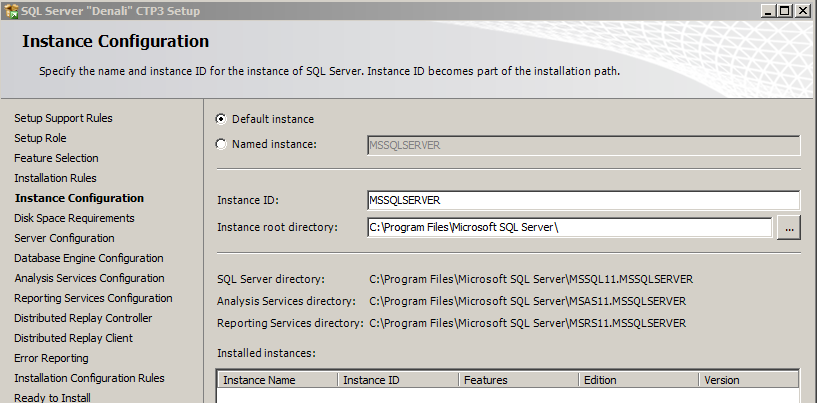 SQL Server "Denali" CTP3 Setup
Instance Configuration
Specify the name and instance ID for the instance of SQL Server. Instance ID becomes part of the installation path.
Setup Support Rules
Setup Role
Feature Selection
Installation Rules
Instance Configuration
Disk Space Requirements
Server Configuration
Database Engine Configuration
Analysis Services Configuration
Reporting Services Configuration
Distributed Replay Controller
Distributed Replay Client
Error Reporting
Installation Configuration Rules
Ready to Install
Default instance
Named instance: MSSQLSERVER
Instance ID: MSSQLSERVER
Instance root directory: C:\Program Files\Microsoft SQL Server\ ...
SQL Server directory: C:\Program Files\Microsoft SQL Server\MSSQL11.MSSQLSERVER
Analysis Services directory: C:\Program Files\Microsoft SQL Server\MSAS11.MSSQLSERVER
Reporting Services directory: C:\Program Files\Microsoft SQL Server\MSRS11.MSSQLSERVER
Installed instances:
Instance Name Instance ID Features Edition Version